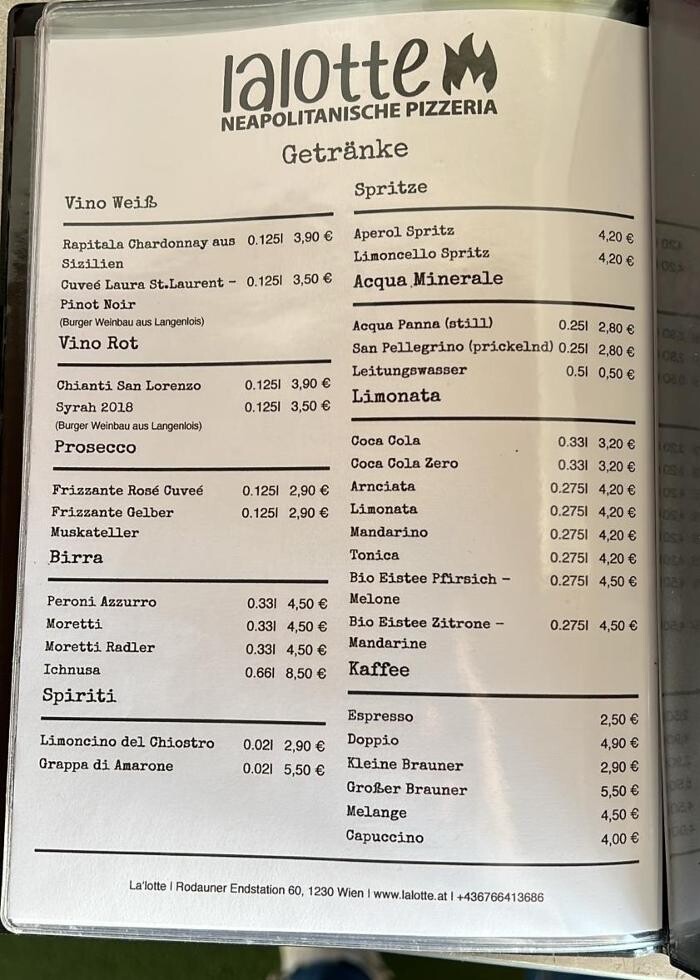 lalotte
NEAPOLITANISCHE PIZZERIA
Getränke
Vino Weiß
Rapitala Chardonnay aus 0.125l 3,90 €
Sizilien
Cuveé Laura St.Laurent - 0.125l 3,50 €
Pinot Noir
(Burger Weinbau aus Langenlois)
Vino Rot
Chianti San Lorenzo 0.125l 3,90 €
Syrah 2018 0.125l 3,50 €
(Burger Weinbau aus Langenlois)
Prosecco
Frizzante Rosé Cuveé 0.125l 2,90 €
Frizzante Gelber 0.125l 2,90 €
Muskateller
Birra
Peroni Azzurro 0.33l 4,50 €
Moretti 0.33l 4,50 €
Moretti Radler 0.33l 4,50 €
Ichnusa 0.66l 8,50 €
Spiriti
Limoncino del Chiostro 0.02l 2,90 €
Grappa di Amarone 0.02l 5,50 €
Spritze
Aperol Spritz 4,20 €
Limoncello Spritz 4,20 €
Acqua Minerale
Acqua Panna (still) 0.25l 2,80 €
San Pellegrino (prickelnd) 0.25l 2,80 €
Leitungswasser 0.5l 0,50 €
Limonata
Coca Cola 0.33l 3,20 €
Coca Cola Zero 0.33l 3,20 €
Arnciata 0.275l 4,20 €
Limonata 0.275l 4,20 €
Mandarino 0.275l 4,20 €
Tonica 0.275l 4,20 €
Bio Eistee Pfirsich - 0.275l 4,50 €
Melone
Bio Eistee Zitrone - 0.275l 4,50 €
Mandarine
Kaffee
Espresso 2,50 €
Doppio 4,90 €
Kleine Brauner 2,90 €
Großer Brauner 5,50 €
Melange 4,50 €
Capuccino 4,00 €
La'lotte | Rodauner Endstation 60, 1230 Wien | www.lalotte.at | +436766413686